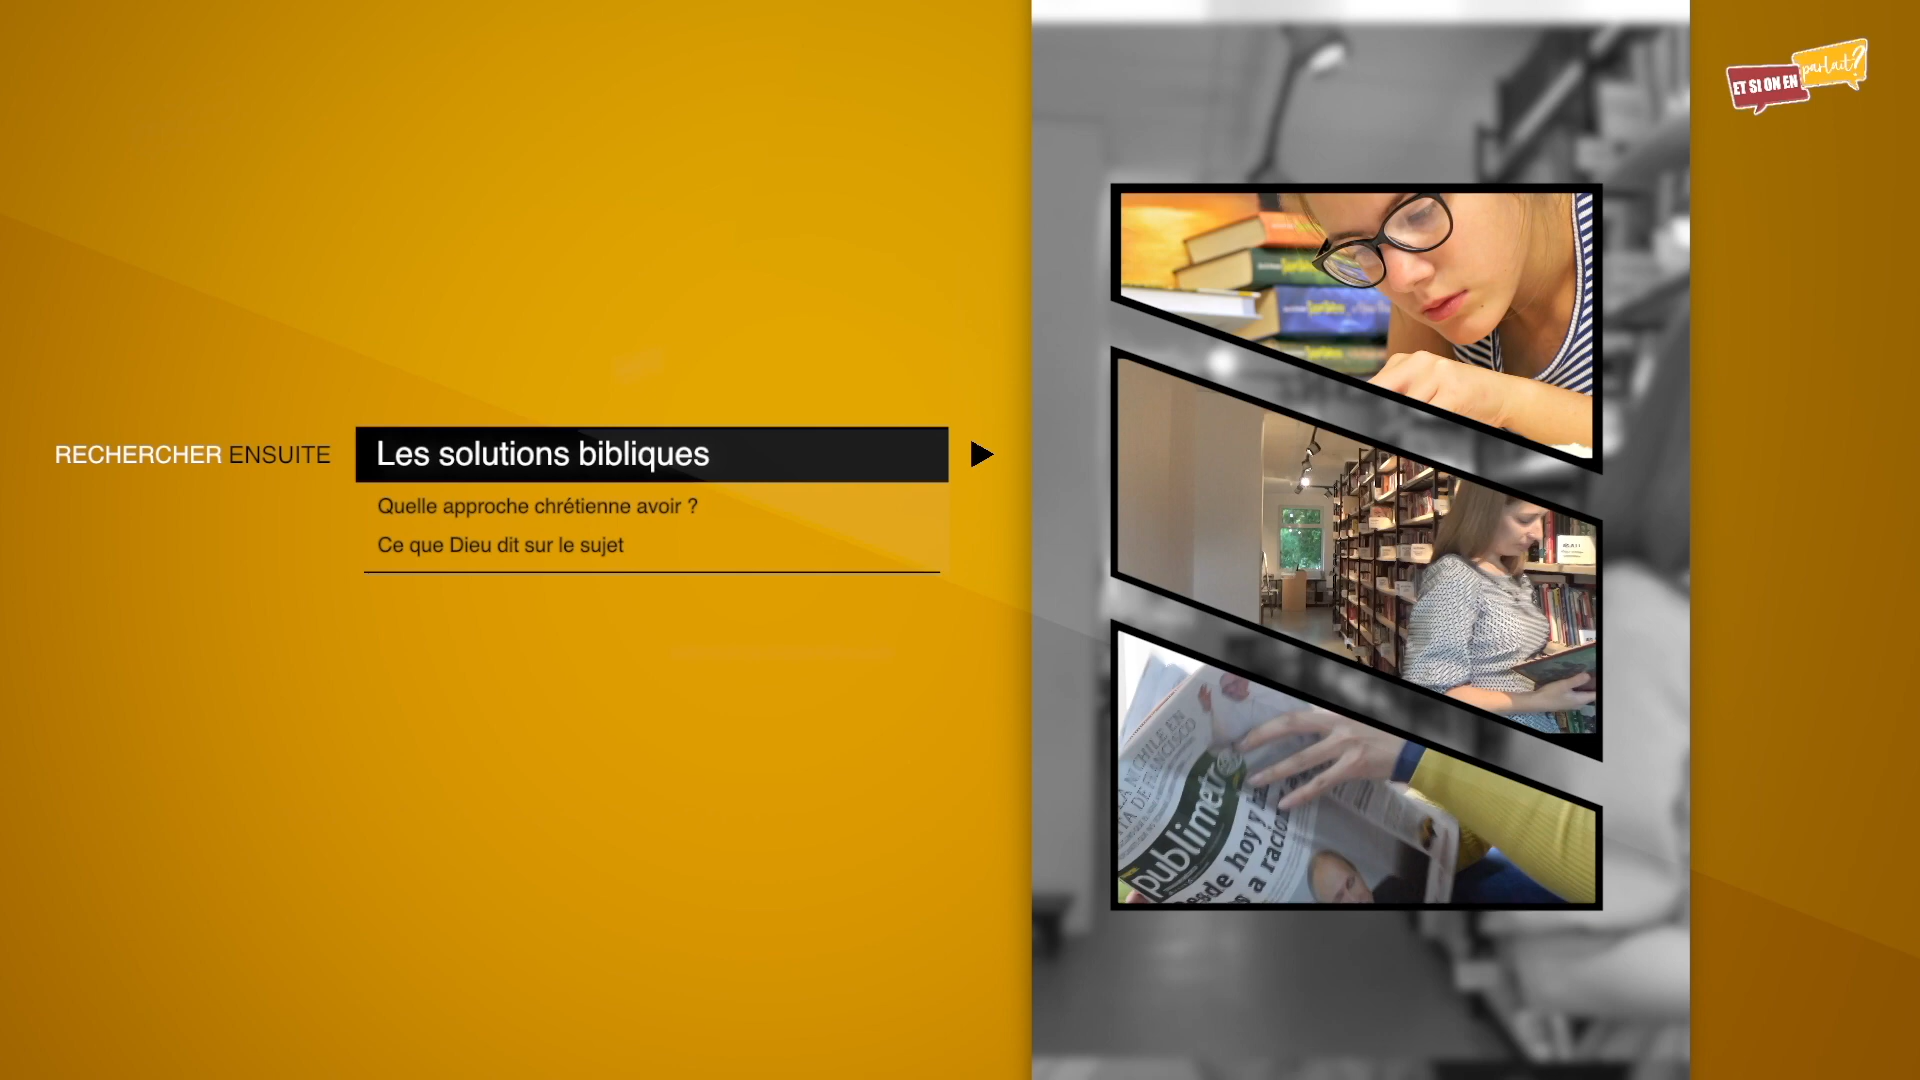 ET SI ON EN parlait?
RECHERCHER ENSUITE
Les solutions bibliques
Quelle approche chrétienne avoir ?
Ce que Dieu dit sur le sujet
publimetro